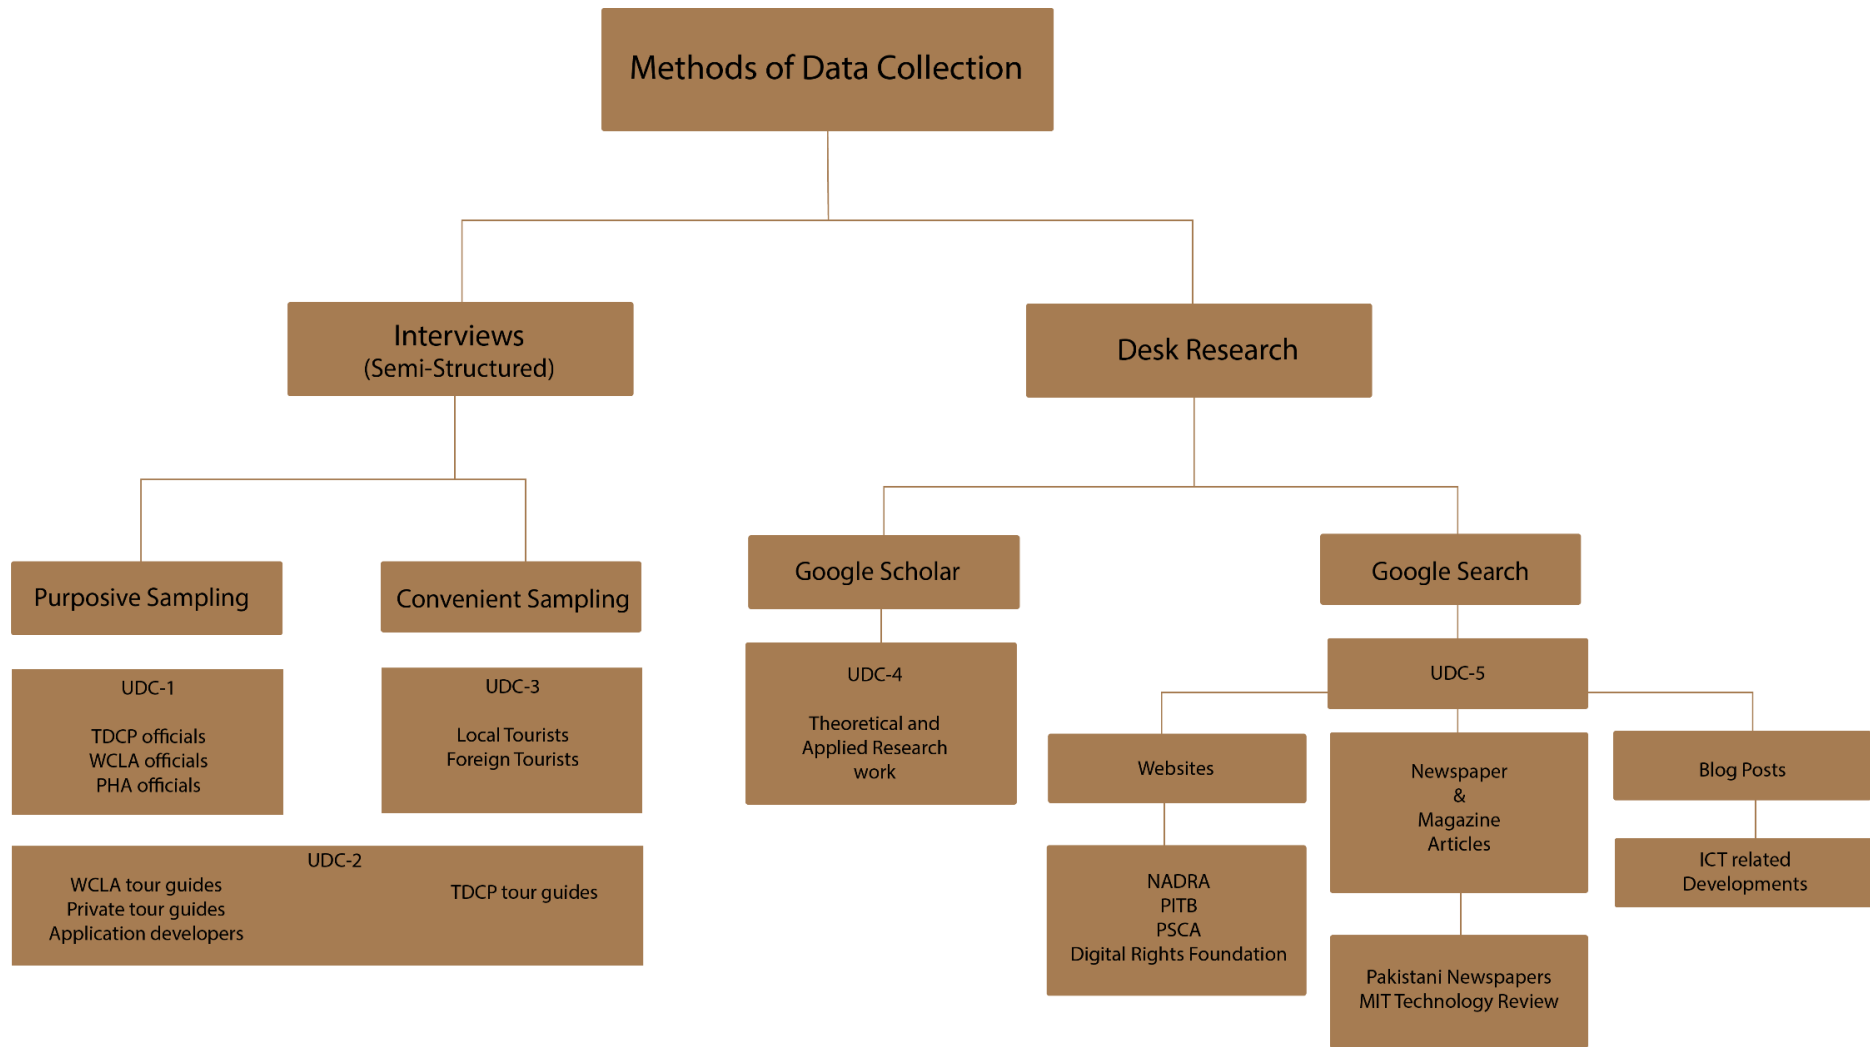 Methods of Data Collection
Interviews
(Semi-Structured)
Desk Research
Purposive Sampling
Convenient Sampling
Google Scholar
Google Search
UDC-1
TDCP officials
WCLA officials
PHA officials
UDC-3
Local Tourists
Foreign Tourists
UDC-2
WCLA tour guides
Private tour guides
Application developers
TDCP tour guides
UDC-4
Theoretical and
Applied Research
work
UDC-5
Websites
NADRA
PITB
PSCA
Digital Rights Foundation
Newspaper
&
Magazine
Articles
Pakistani Newspapers
MIT Technology Review
Blog Posts
ICT related
Developments